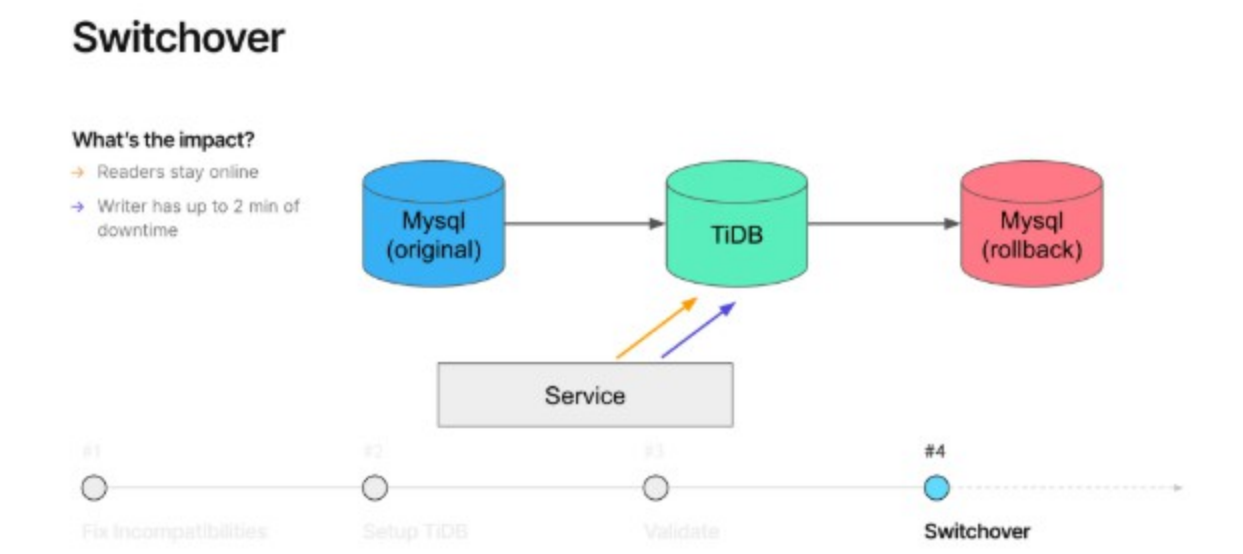 Switchover
What's the impact?
→ Readers stay online
→ Writer has up to 2 min of
downtime
Mysql
(original)
TiDB
Mysql
(rollback)
Service
#1
#2
#3
#4
Fix Incompatibilities
Setup TiDB
Validate
Switchover